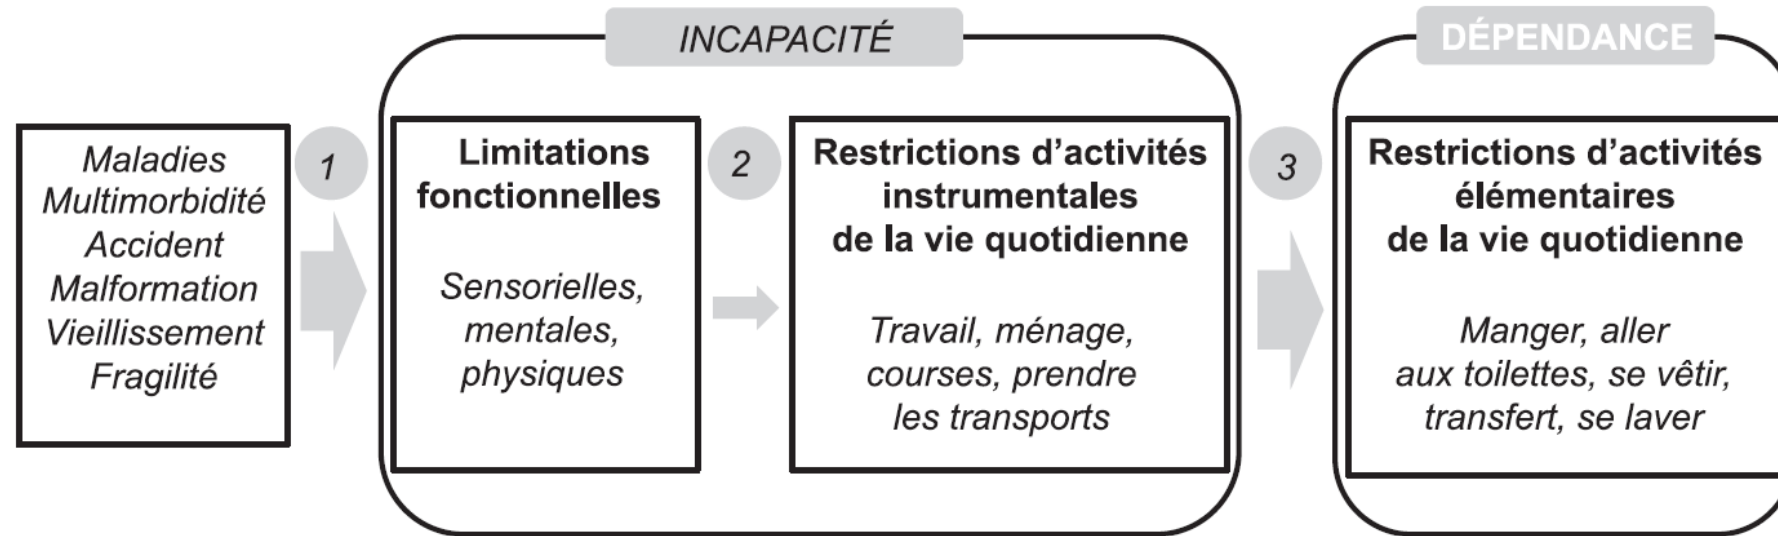 INCAPACITÉ
DÉPENDANCE
Maladies
Multimorbidité
Accident
Malformation
Vieillissement
Fragilité
1
Limitations
fonctionnelles
Sensorielles,
mentales,
physiques
2
Restrictions d’activités
instrumentales
de la vie quotidienne
Travail, ménage,
courses, prendre
les transports
3
Restrictions d’activités
élémentaires
de la vie quotidienne
Manger, aller
aux toilettes, se vêtir,
transfert, se laver